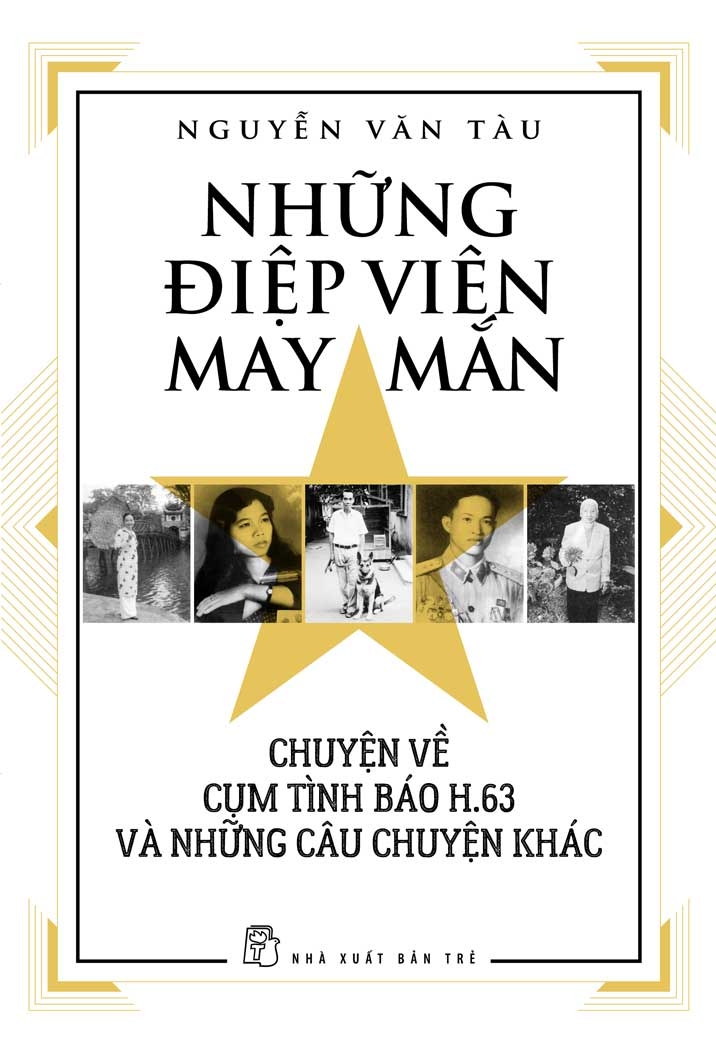 NGUYỄN VĂN TÀU
NHỮNG
ĐIỆP VIÊN
MAY MẮN
CHUYỆN VỀ
CỤM TÌNH BÁO H.63
VÀ NHỮNG CÂU CHUYỆN KHÁC
NHÀ XUẤT BẢN TRẺ